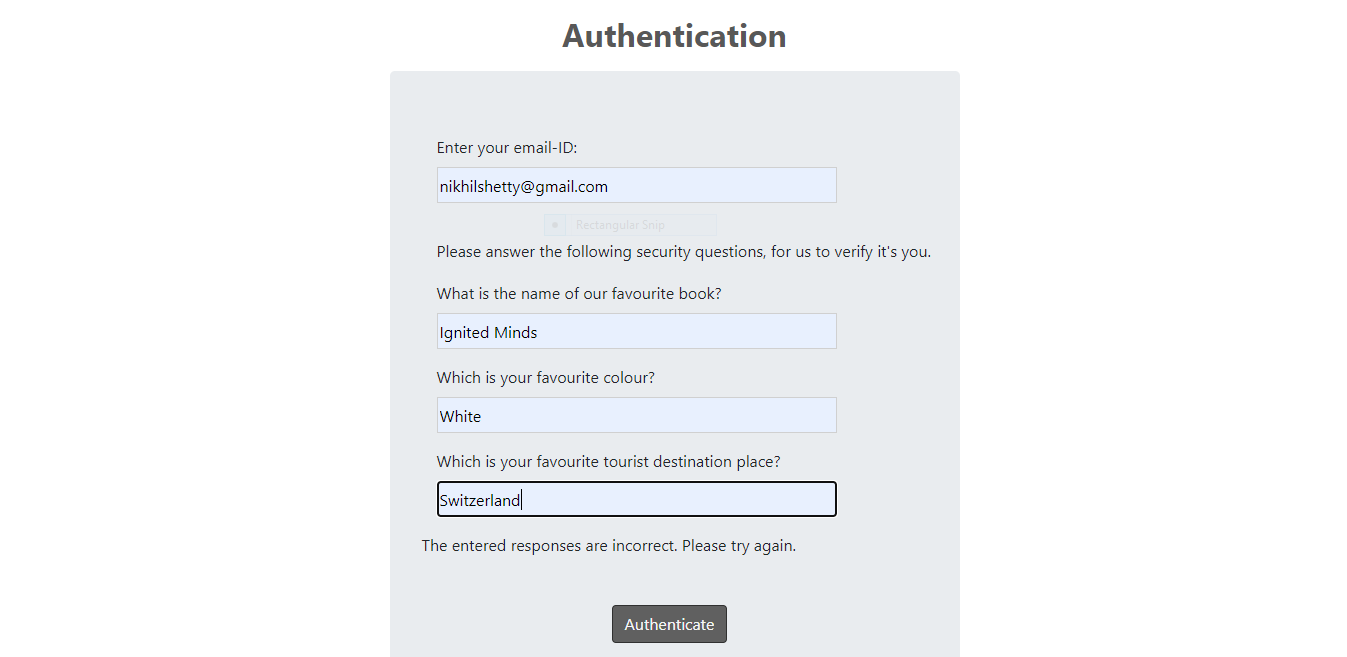 Authentication
Enter your email-ID:
nikhilshetty@gmail.com
Rectangular Snip
Please answer the following security questions, for us to verify it's you.
What is the name of our favourite book?
Ignited Minds
Which is your favourite colour?
White
Which is your favourite tourist destination place?
Switzerland
The entered responses are incorrect. Please try again.
Authenticate